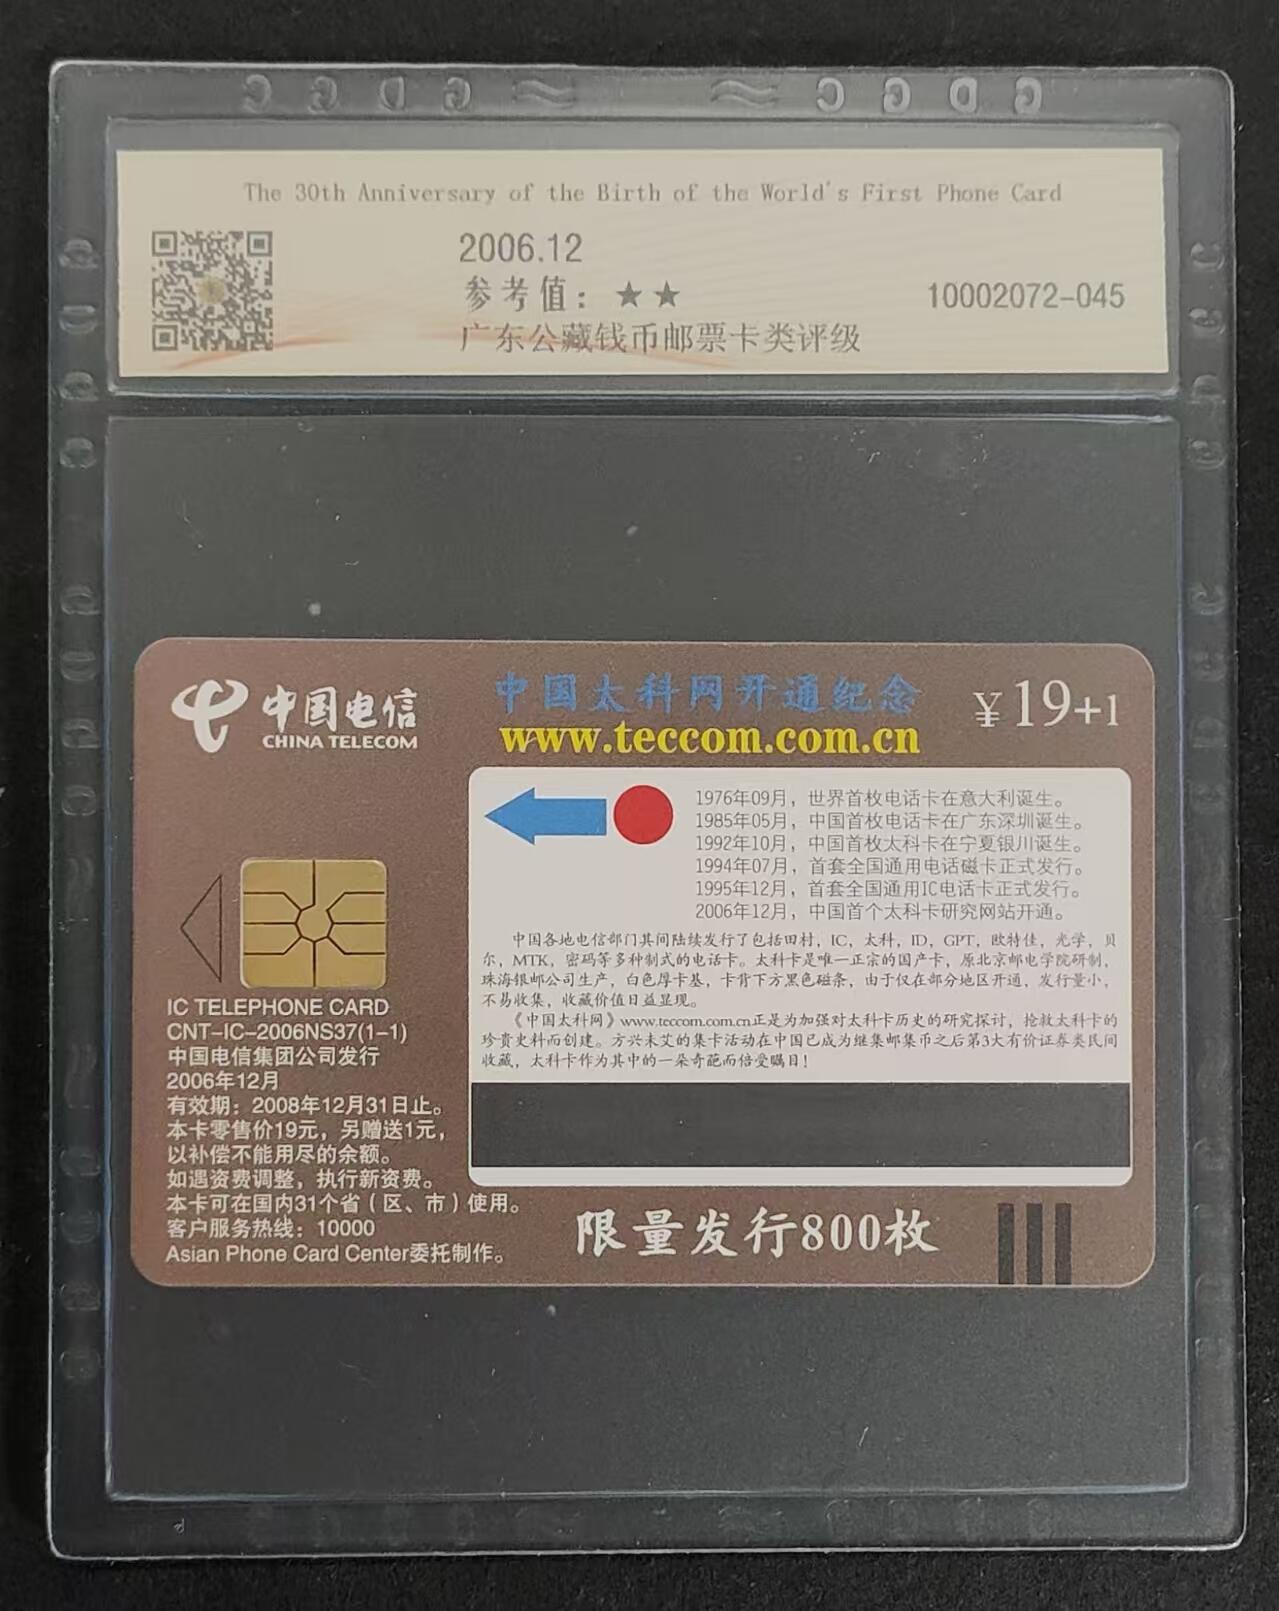 GDGC GDGC
The 30th Anniversary of the Birth of the World's First Phone Card
2006.12
参考值：★★
10002072-045
广东公藏钱币邮票卡类评级
中国电信
CHINA TELECOM
中国太科网开通纪念
www.teccom.com.cn
¥19+1
1976年09月，世界首枚电话卡在意大利诞生。
1985年05月，中国首枚电话卡在广东深圳诞生。
1992年10月，中国首枚太科卡在宁夏银川诞生。
1994年07月，首套全国通用电话磁卡正式发行。
1995年12月，首套全国通用IC电话卡正式发行。
2006年12月，中国首个太科卡研究网站开通。
中国各地电信部门其间陆续发行了包括田村，IC，太科，ID，GPT，欧特佳，光学，贝
尔，MTK，密码等多种制式的电话卡。太科卡是唯一正宗的国产卡，原北京邮电学院研制，
珠海银邮公司生产，白色厚卡基，卡背下方黑色磁条，由于仅在部分地区开通，发行量小，
不易收集，收藏价值日益显现。
《中国太科网》www.teccom.com.cn正是为加强对太科卡历史的研究探讨，抢救太科卡的
珍贵史料而创建。方兴未艾的集卡活动在中国已成为继集邮集币之后第3大有价证券类民间
收藏，太科卡作为其中的一朵奇葩而倍受瞩目！
IC TELEPHONE CARD
CNT-IC-2006NS37(1-1)
中国电信集团公司发行
2006年12月
有效期：2008年12月31日止。
本卡零售价19元，另赠送1元，
以补偿不能用尽的余额。
如遇资费调整，执行新资费。
本卡可在国内31个省（区、市）使用。
客户服务热线：10000
Asian Phone Card Center委托制作。
限量发行800枚